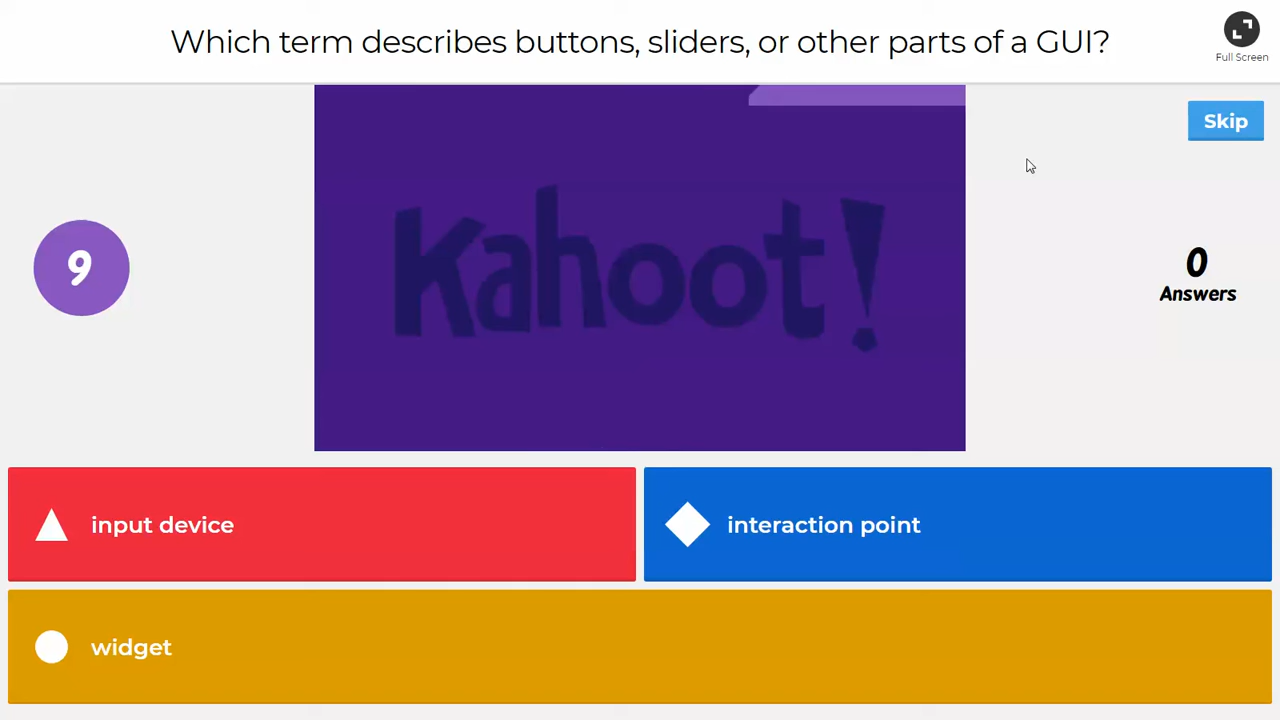 Which term describes buttons, sliders, or other parts of a GUI?
Full Screen
Skip
9
Kahoot!
0
Answers
input device
interaction point
widget